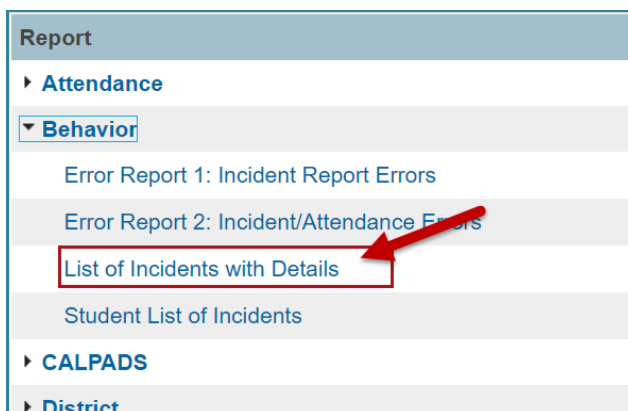 Report
Attendance
Behavior
Error Report 1: Incident Report Errors
Error Report 2: Incident/Attendance Errors
List of Incidents with Details
Student List of Incidents
CALPADS
District